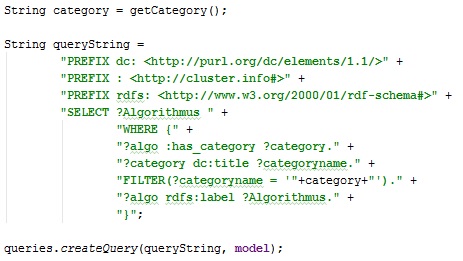 String category = getCategory();
String queryString =
"PREFIX dc: <http://purl.org/dc/elements/1.1/>" +
"PREFIX : <http://cluster.info#>" +
"PREFIX rdfs: <http://www.w3.org/2000/01/rdf-schema#>" +
"SELECT ?Algorithmus " +
"WHERE {" +
"?algo :has_category ?category." +
"?category dc:title ?categoryname." +
"FILTER(?categoryname = '"+category+"')." +
"?algo rdfs:label ?Algorithmus." +
"}";
queries.createQuery(queryString, model);